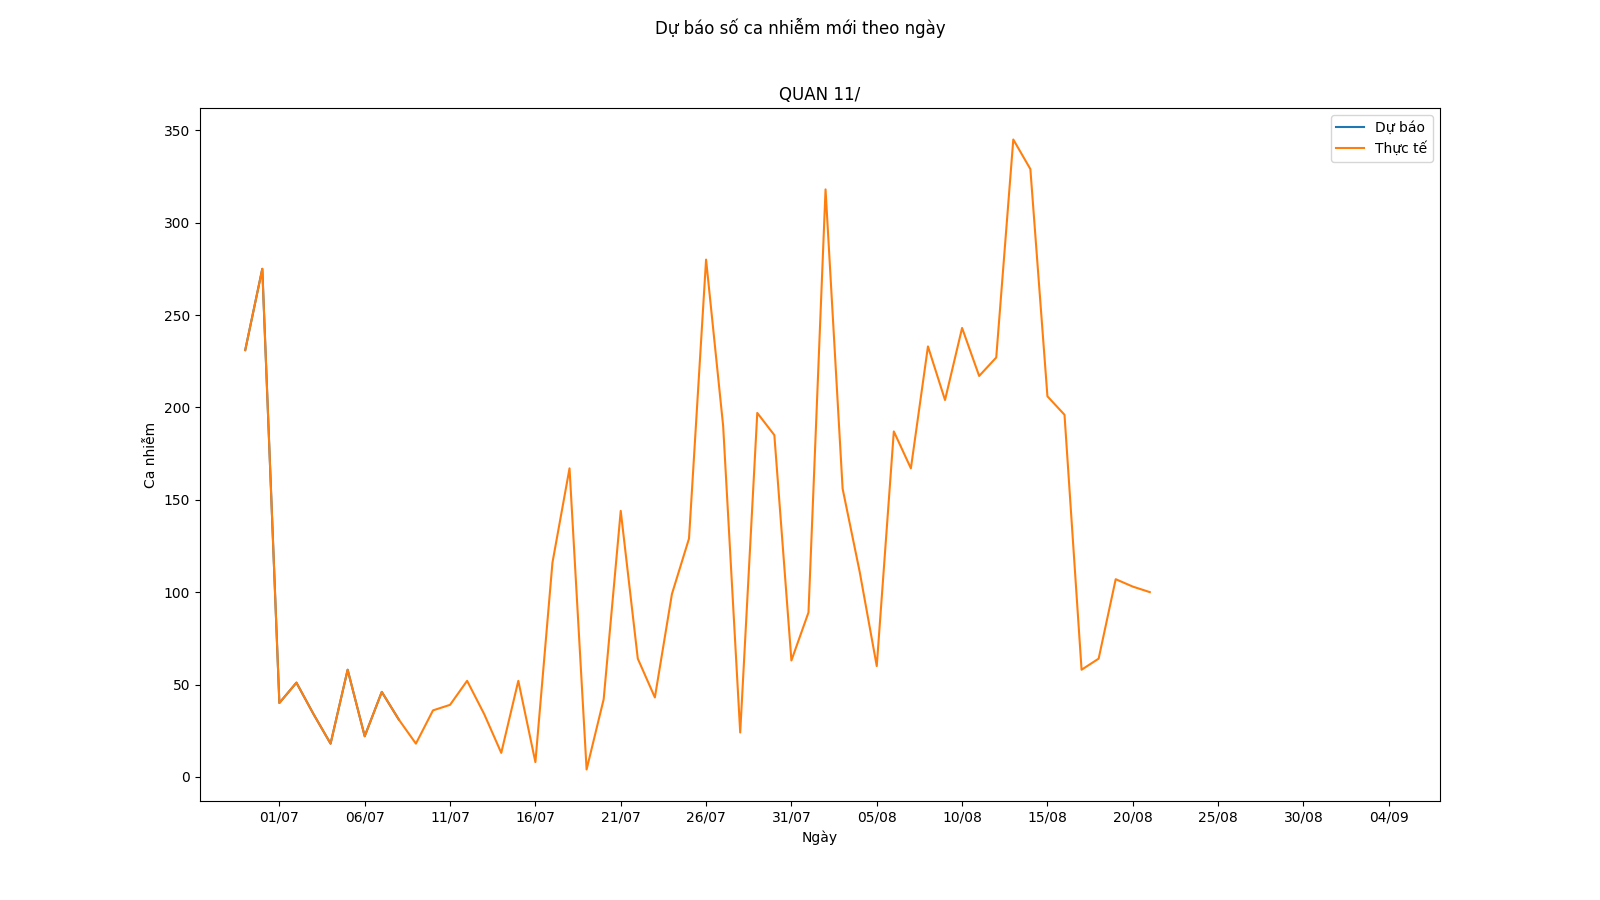 Dự báo số ca nhiễm mới theo ngày
QUAN 11/
Dự báo
Thực tế
350
300
250
200
150
100
50
0
Ca nhiễm
01/07 06/07 11/07 16/07 21/07 26/07 31/07 05/08 10/08 15/08 20/08 25/08 30/08 04/09
Ngày